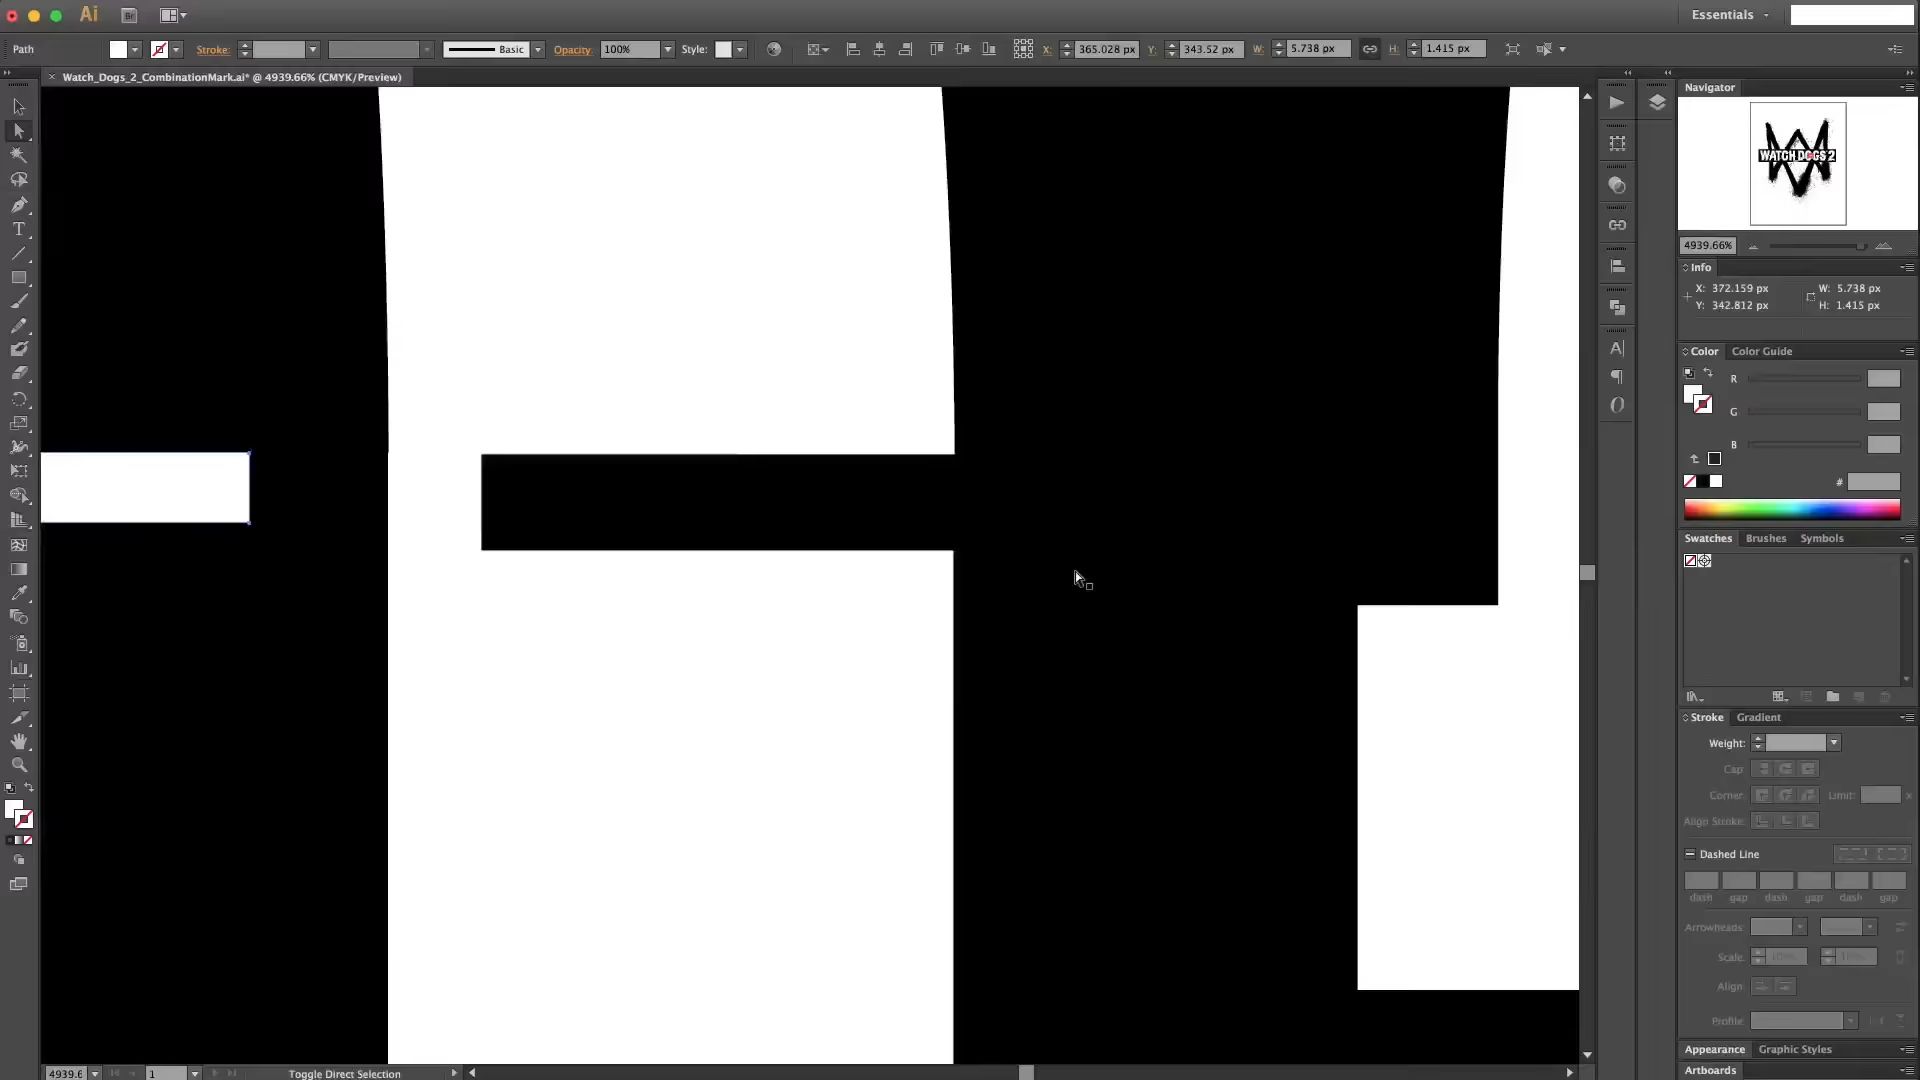 Ai
Br
Essentials
Path
Stroke:
Basic
Opacity:
100%
Style:
X:
365.028 px
Y:
343.52 px
W:
5.738 px
H:
1.415 px
× Watch_Dogs_2_CombinationMark.ai* @ 4939.66% (CMYK/Preview)
Navigator
WATCH DOGS 2
4939.66%
Info
X: 372.159 px
W: 5.738 px
Y: 342.812 px
H: 1.415 px
Color
Color Guide
R
G
B
#
Swatches
Brushes
Symbols
Stroke
Gradient
Weight:
Cap:
Corner:
Limit:
x
Align Stroke:
Dashed Line
dash
gap
dash
gap
dash
gap
Arrowheads:
Scale:
Align:
Profile:
Appearance
Graphic Styles
Artboards
4939.6
1
Toggle Direct Selection